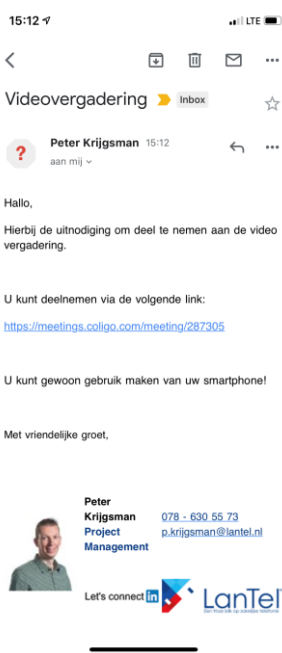 15:12
LTE
Videovergadering
Inbox
Peter Krijgsman 15:12
aan mij
?
Hallo,
Hierbij de uitnodiging om deel te nemen aan de video
vergadering.
U kunt deelnemen via de volgende link:
https://meetings.coligo.com/meeting/287305
U kunt gewoon gebruik maken van uw smartphone!
Met vriendelijke groet,
Peter
Krijgsman 078 - 630 55 73
Project p.krijgsman@lantel.nl
Management
Let's connect in
LanTel